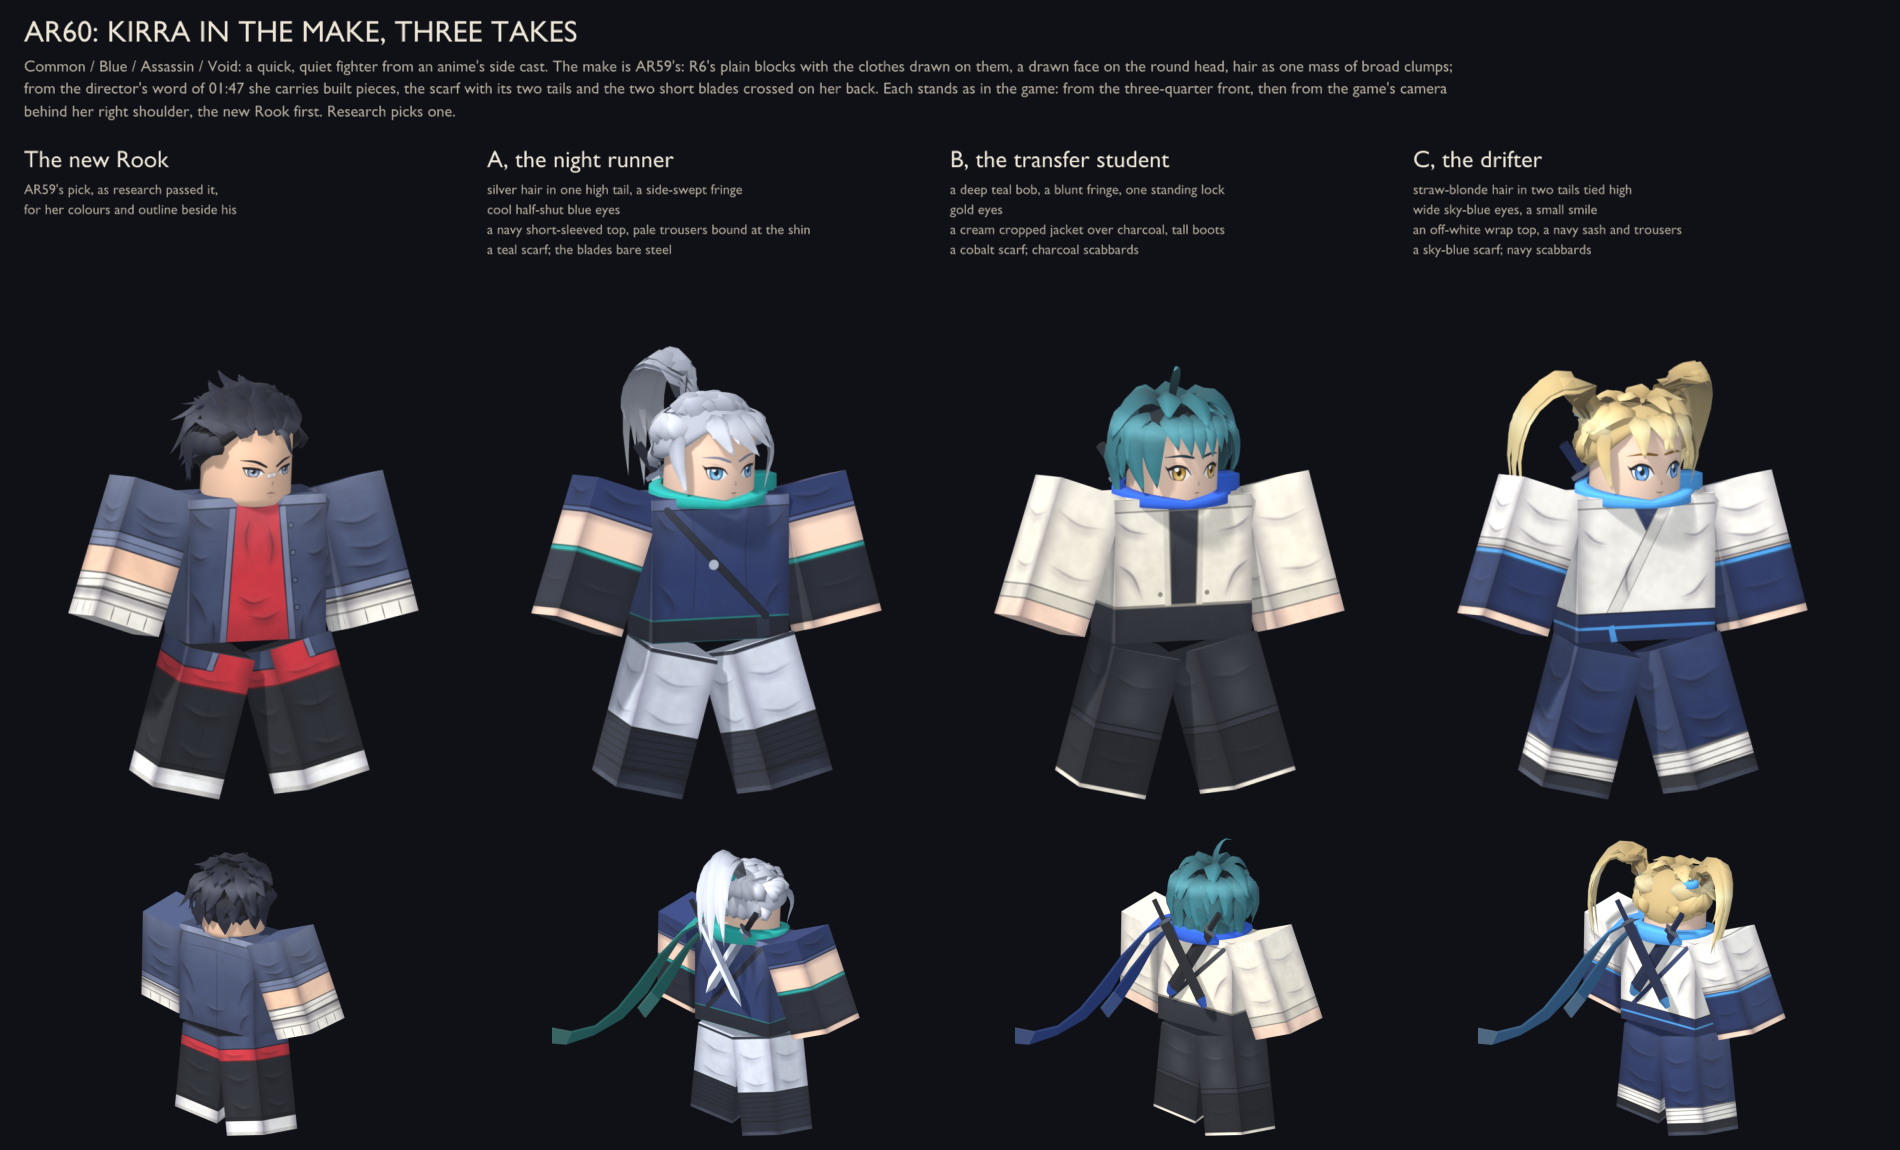 AR60: KIRRA IN THE MAKE, THREE TAKES
Common / Blue / Assassin / Void: a quick, quiet fighter from an anime's side cast. The make is AR59's: R6's plain blocks with the clothes drawn on them, a drawn face on the round head, hair as one mass of broad clumps;
from the director's word of 01:47 she carries built pieces, the scarf with its two tails and the two short blades crossed on her back. Each stands as in the game: from the three-quarter front, then from the game's camera
behind her right shoulder, the new Rook first. Research picks one.
The new Rook
AR59's pick, as research passed it,
for her colours and outline beside his
A, the night runner
silver hair in one high tail, a side-swept fringe
cool half-shut blue eyes
a navy short-sleeved top, pale trousers bound at the shin
a teal scarf; the blades bare steel
B, the transfer student
a deep teal bob, a blunt fringe, one standing lock
gold eyes
a cream cropped jacket over charcoal, tall boots
a cobalt scarf; charcoal scabbards
C, the drifter
straw-blonde hair in two tails tied high
wide sky-blue eyes, a small smile
an off-white wrap top, a navy sash and trousers
a sky-blue scarf; navy scabbards